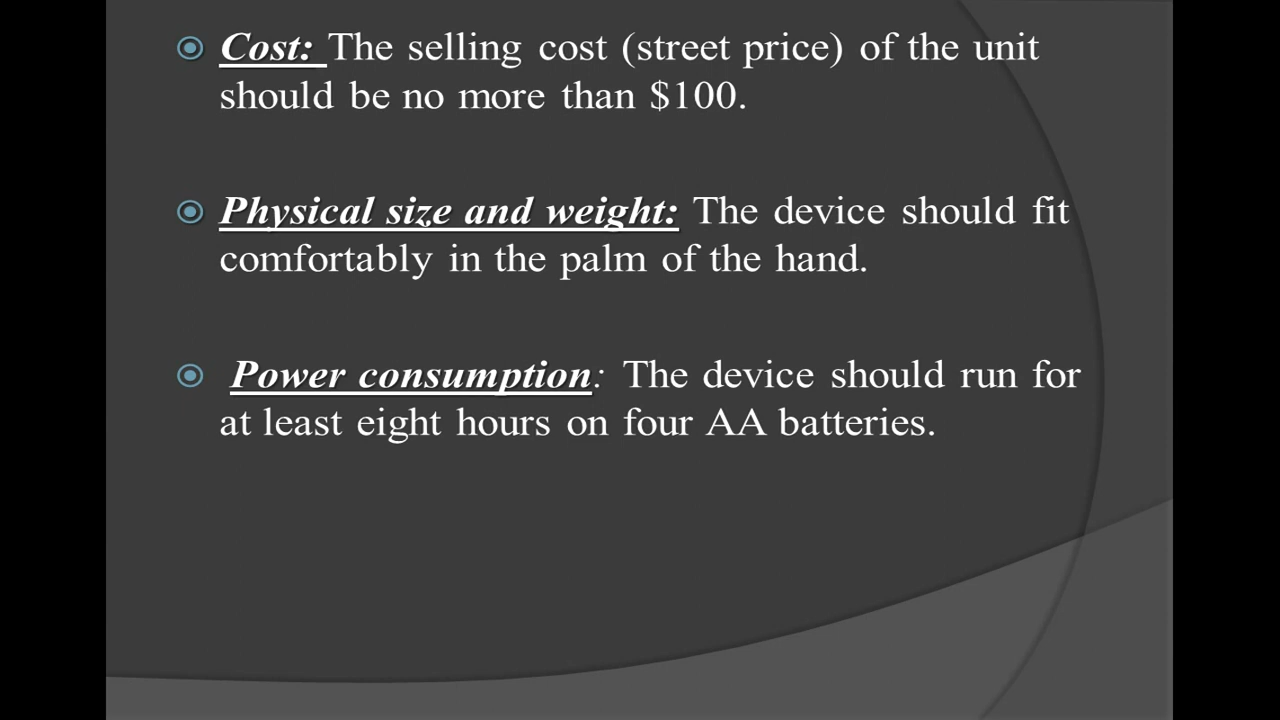 Cost: The selling cost (street price) of the unit
should be no more than $100.
Physical size and weight: The device should fit
comfortably in the palm of the hand.
Power consumption: The device should run for
at least eight hours on four AA batteries.